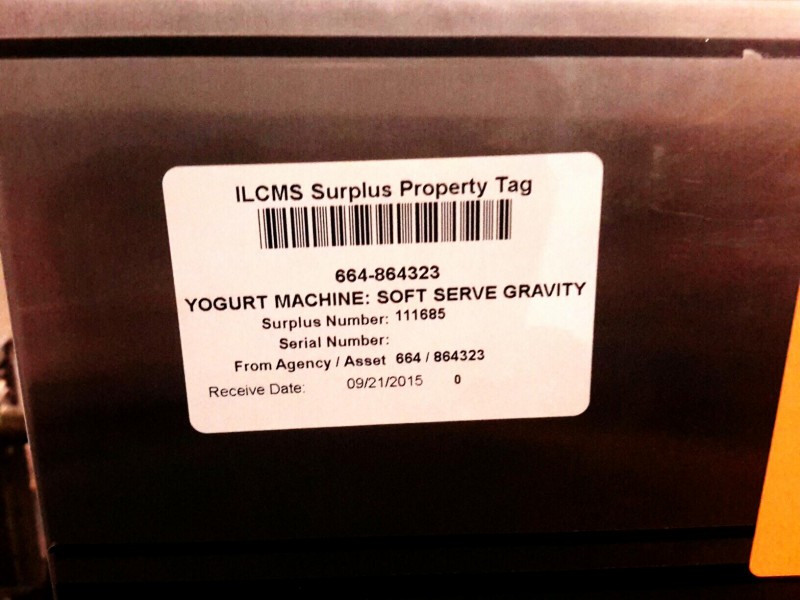 ILCMS Surplus Property Tag
664-864323
YOGURT MACHINE: SOFT SERVE GRAVITY
Surplus Number: 111685
Serial Number:
From Agency / Asset 664 / 864323
Receive Date: 09/21/2015 0